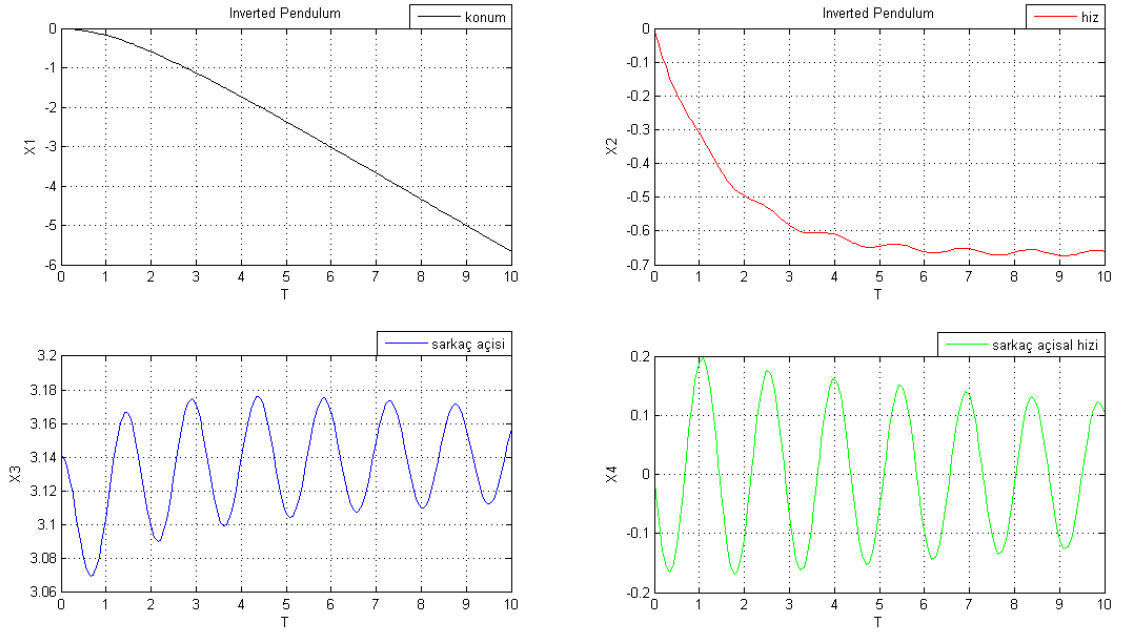 Inverted Pendulum
konum
0
-1
-2
-3
-4
-5
-6
X1
0 1 2 3 4 5 6 7 8 9 10
T
Inverted Pendulum
hiz
0
-0.1
-0.2
-0.3
-0.4
-0.5
-0.6
-0.7
X2
0 1 2 3 4 5 6 7 8 9 10
T
sarkaç açisi
3.2
3.18
3.16
3.14
3.12
3.1
3.08
3.06
X3
0 1 2 3 4 5 6 7 8 9 10
T
sarkaç açisal hizi
0.2
0.1
0
-0.1
-0.2
X4
0 1 2 3 4 5 6 7 8 9 10
T